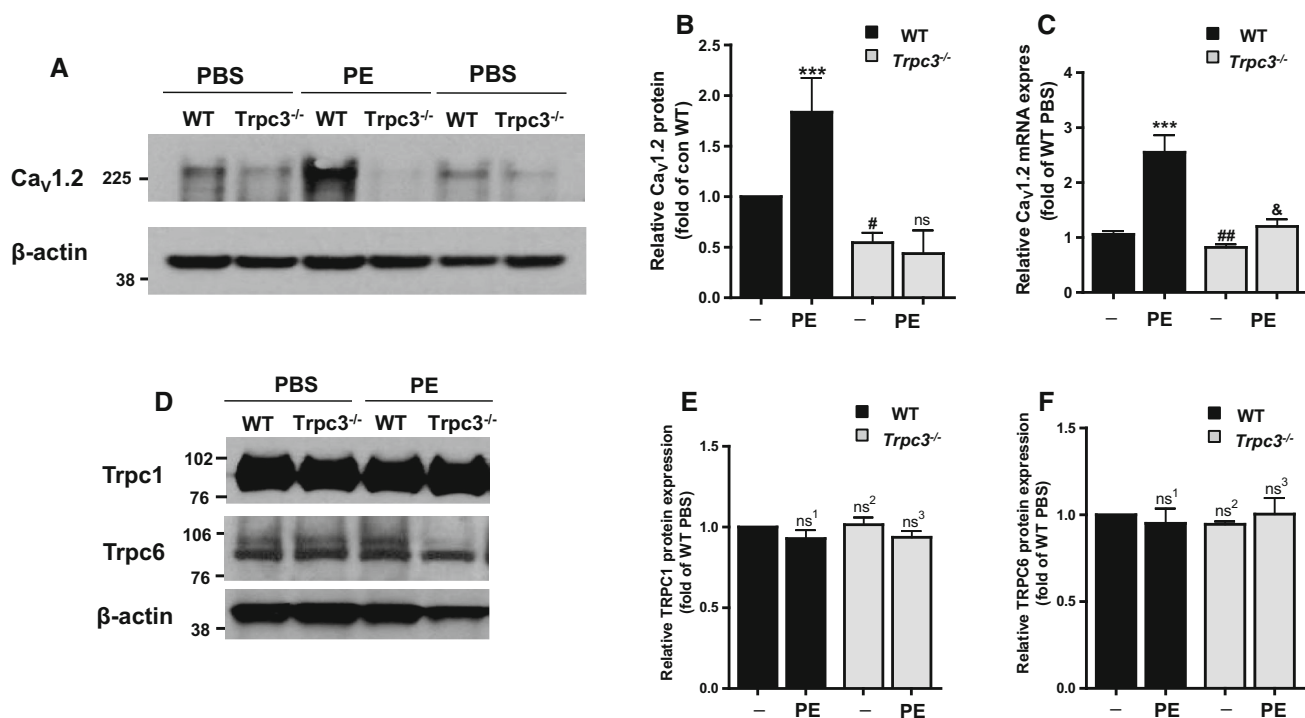 A
PBS PE PBS
WT Trpc3-/- WT Trpc3-/- WT Trpc3-/-
CaV1.2
225
β-actin
38
B
WT
Trpc3-/-
Relative CaV1.2 protein
(fold of con WT)
2.5
2.0
1.5
1.0
0.5
0.0
***
#
ns
– PE – PE
C
WT
Trpc3-/-
Relative CaV1.2 mRNA expres
(fold of WT PBS)
4
3
2
1
0
***
##
&
– PE – PE
D
PBS PE
WT Trpc3-/- WT Trpc3-/-
Trpc1
102
76
Trpc6
106
76
β-actin
38
E
WT
Trpc3-/-
Relative TRPC1 protein expression
(fold of WT PBS)
1.5
1.0
0.5
0.0
ns1
ns2
ns3
– PE – PE
F
WT
Trpc3-/-
Relative TRPC6 protein expression
(fold of WT PBS)
1.5
1.0
0.5
0.0
ns1
ns2
ns3
– PE – PE